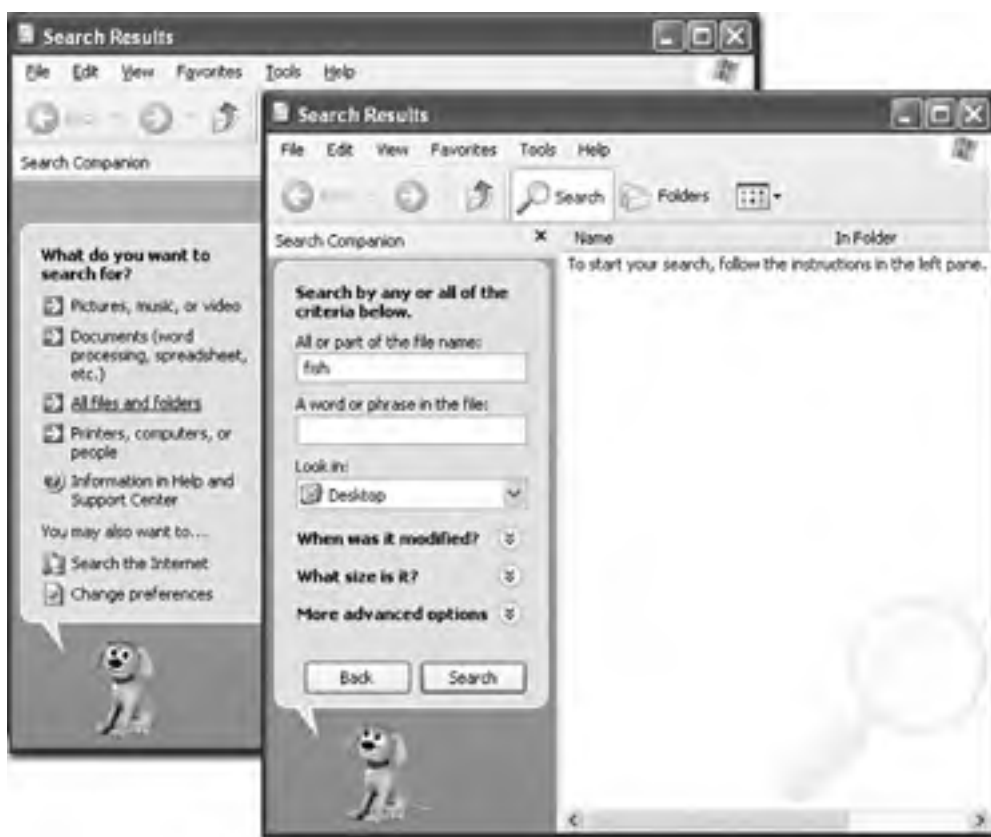 Search Results
File Edit View Favorites Tools Help
Search Companion
What do you want to
search for?
Pictures, music, or video
Documents (word
processing, spreadsheet,
etc.)
All files and folders
Printers, computers, or
people
Information in Help and
Support Center
You may also want to...
Search the Internet
Change preferences
Search Results
File Edit View Favorites Tools Help
Search Folders
Search Companion
Name In Folder
To start your search, follow the instructions in the left pane.
Search by any or all of the
criteria below.
All or part of the file name:
fish
A word or phrase in the file:
Look in:
Desktop
When was it modified?
What size is it?
More advanced options
Back Search